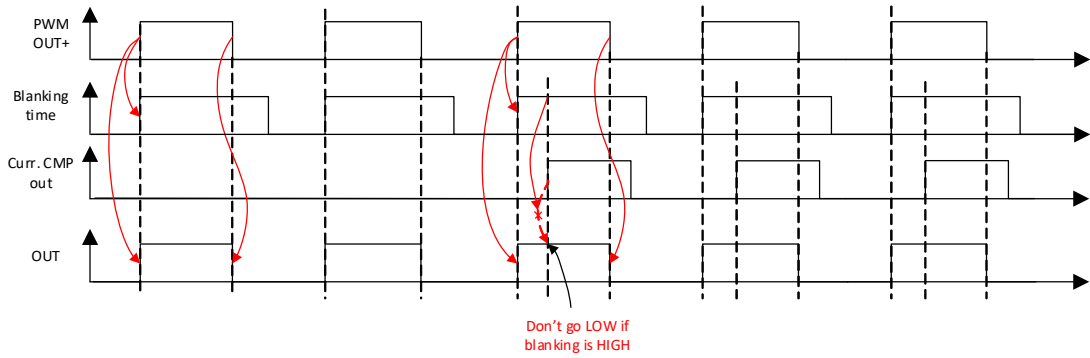 PWM
OUT+
Blanking
time
Curr. CMP
out
OUT
Don't go LOW if
blanking is HIGH